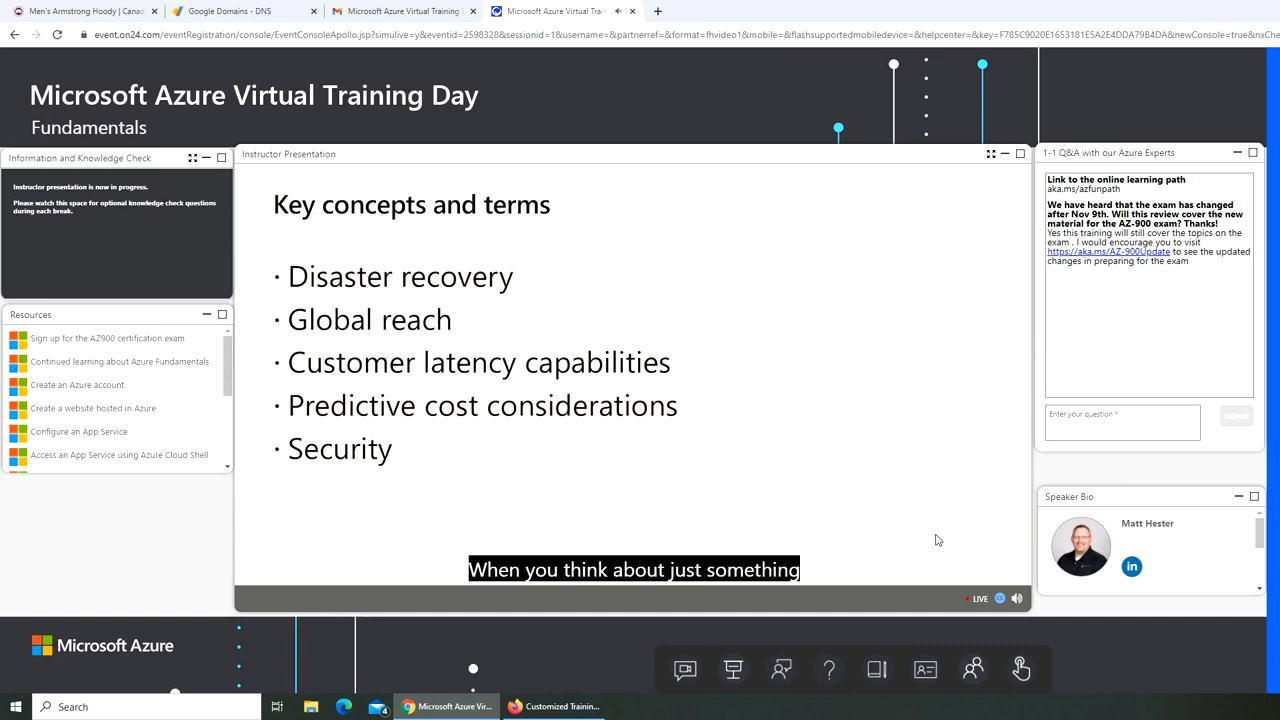 Men's Armstrong Hoody | Canad
Google Domains - DNS
Microsoft Azure Virtual Training E
Microsoft Azure Virtual Train
event.on24.com/eventRegistration/console/EventConsoleApollo.jsp?simulive=y&eventid=2598328&sessionid=1&username=&partnerref=&format=fhvideo1&mobile=&flashsupportedmobiledevice=&helpcenter=&key=F785C9020E1653181E5A2E4DDA79B4DA&newConsole=true&nxChe
Microsoft Azure Virtual Training Day
Fundamentals
Information and Knowledge Check
Instructor presentation is now in progress.
Please watch this space for optional knowledge check questions
during each break.
Resources
Sign up for the AZ900 certification exam
Continued learning about Azure Fundamentals
Create an Azure account
Create a website hosted in Azure
Configure an App Service
Access an App Service using Azure Cloud Shell
Instructor Presentation
Key concepts and terms
· Disaster recovery
· Global reach
· Customer latency capabilities
· Predictive cost considerations
· Security
When you think about just something
LIVE
CC
1-1 Q&A with our Azure Experts
Link to the online learning path
aka.ms/azfunpath
We have heard that the exam has changed
after Nov 9th. Will this review cover the new
material for the AZ-900 exam? Thanks!
Yes this training will still cover the topics on the
exam , I would encourage you to visit
https://aka.ms/AZ-900Update to see the updated
changes in preparing for the exam
Enter your question *
Submit
Speaker Bio
Matt Hester
in
Microsoft Azure
Search
4
Microsoft Azure Vir...
Customized Trainin...